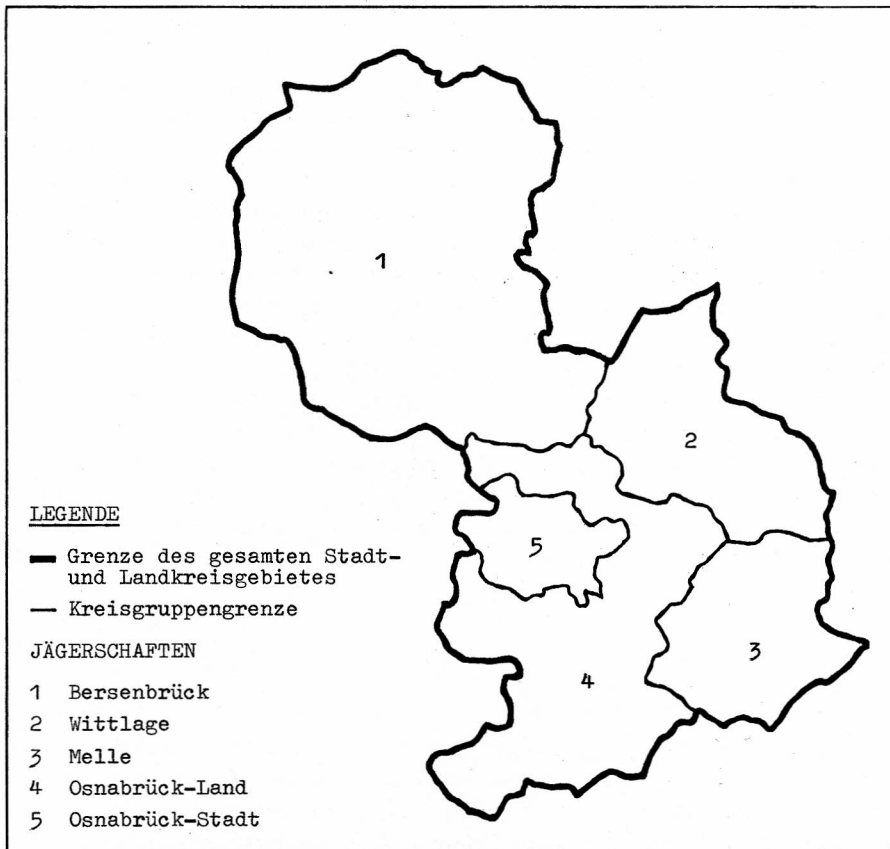 1
2
5
3
4
LEGENDE
Grenze des gesamten Stadt-
und Landkreisgebietes
Kreisgruppengrenze
JÄGERSCHAFTEN
1 Bersenbrück
2 Wittlage
3 Melle
4 Osnabrück-Land
5 Osnabrück-Stadt